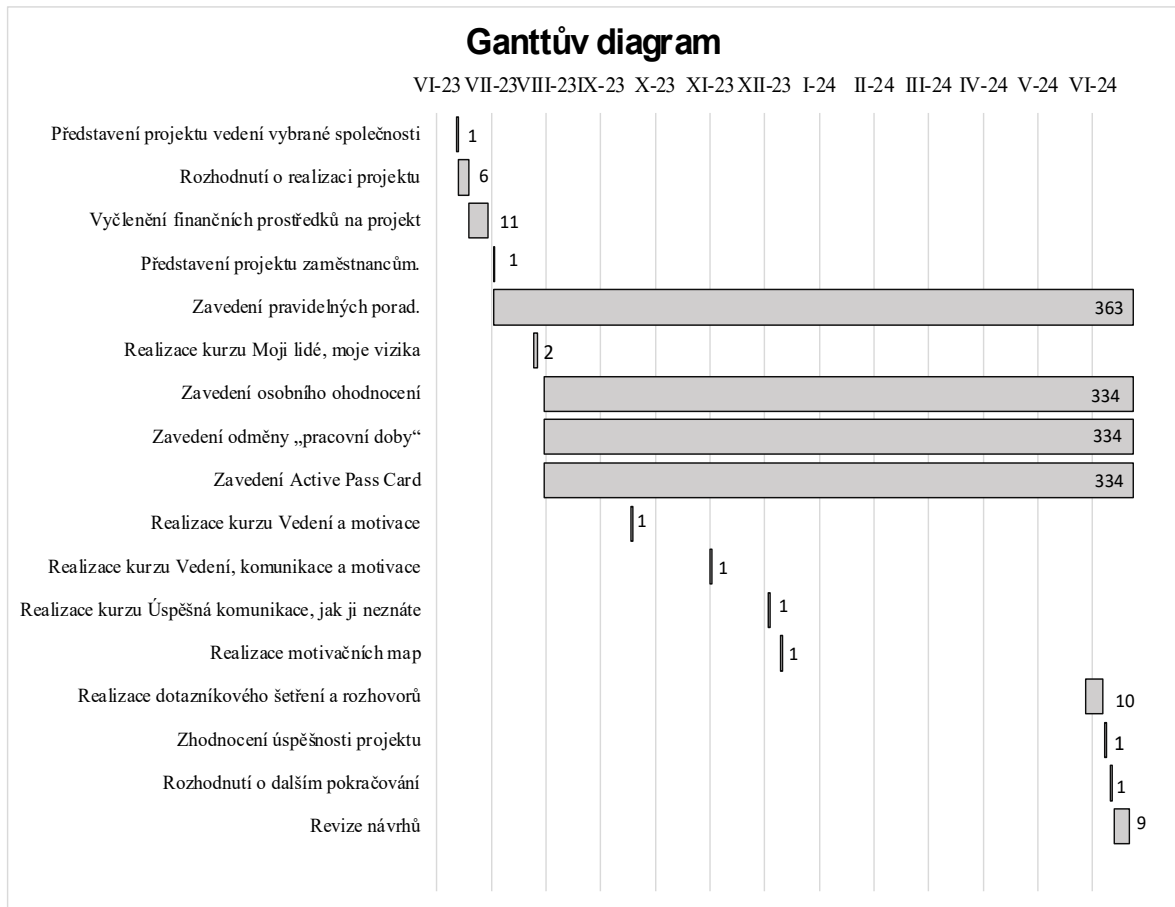 Ganttův diagram
VI-23 VII-23 VIII-23 IX-23 X-23 XI-23 XII-23 I-24 II-24 III-24 IV-24 V-24 VI-24
Představení projektu vedení vybrané společnosti 1
Rozhodnutí o realizaci projektu 6
Vyčlenění finančních prostředků na projekt 11
Představení projektu zaměstnancům. 1
Zavedení pravidelných porad. 363
Realizace kurzu Moji lidé, moje vizika 2
Zavedení osobního ohodnocení 334
Zavedení odměny „pracovní doby“ 334
Zavedení Active Pass Card 334
Realizace kurzu Vedení a motivace 1
Realizace kurzu Vedení, komunikace a motivace 1
Realizace kurzu Úspěšná komunikace, jak ji neznáte 1
Realizace motivačních map 1
Realizace dotazníkového šetření a rozhovorů 10
Zhodnocení úspěšnosti projektu 1
Rozhodnutí o dalším pokračování 1
Revize návrhů 9